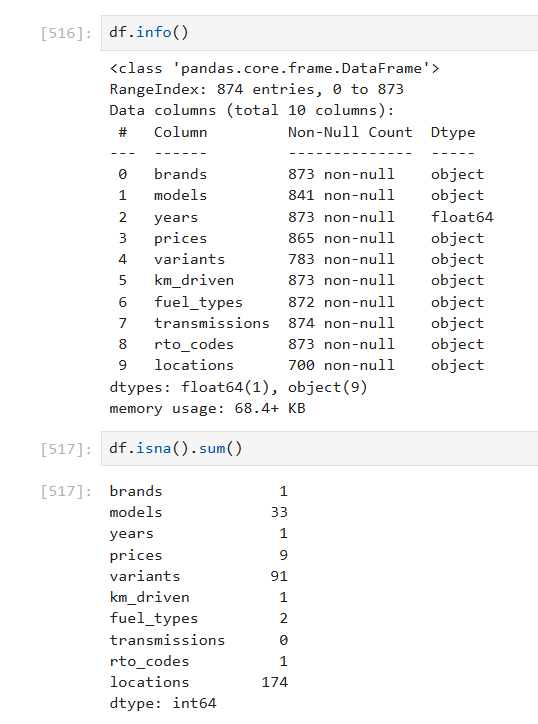 [516]: df.info()
<class 'pandas.core.frame.DataFrame'>
RangeIndex: 874 entries, 0 to 873
Data columns (total 10 columns):
 #   Column         Non-Null Count  Dtype
---  ------         --------------  -----
 0   brands         873 non-null    object
 1   models         841 non-null    object
 2   years          873 non-null    float64
 3   prices         865 non-null    object
 4   variants       783 non-null    object
 5   km_driven      873 non-null    object
 6   fuel_types     872 non-null    object
 7   transmissions  874 non-null    object
 8   rto_codes      873 non-null    object
 9   locations      700 non-null    object
dtypes: float64(1), object(9)
memory usage: 68.4+ KB
[517]: df.isna().sum()
[517]: brands             1
models            33
years              1
prices             9
variants          91
km_driven          1
fuel_types         2
transmissions      0
rto_codes          1
locations        174
dtype: int64